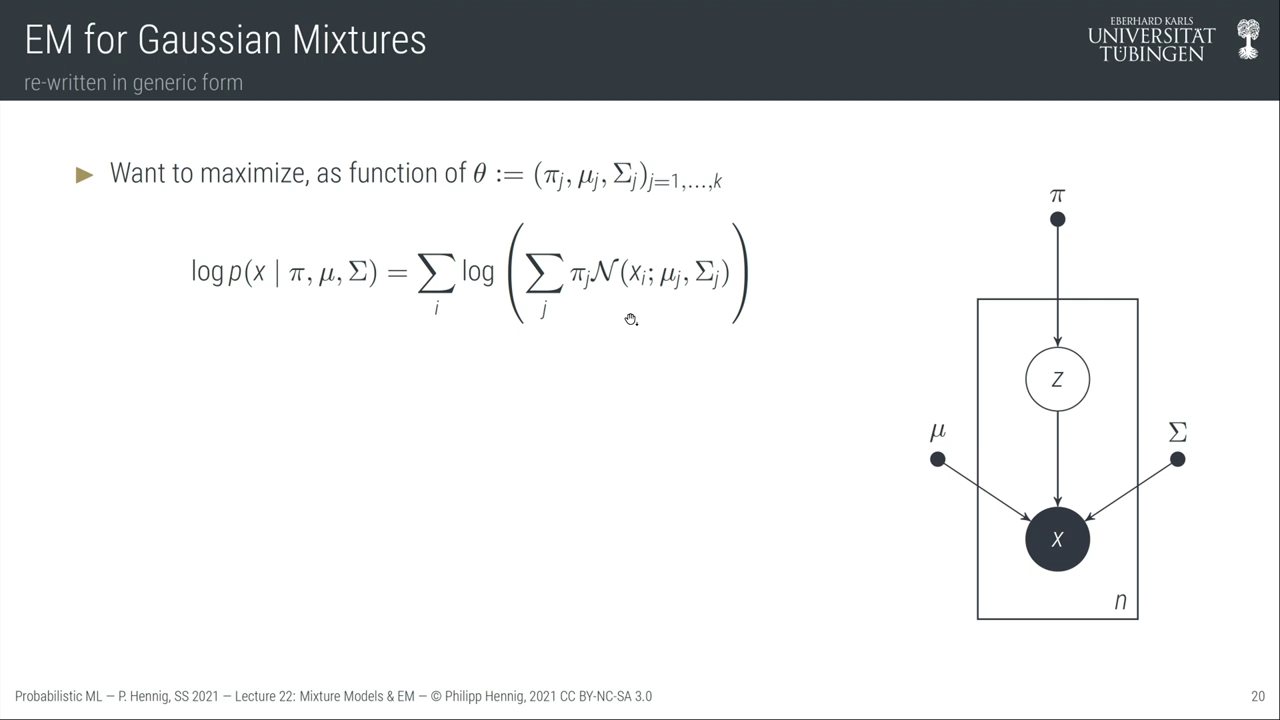 EM for Gaussian Mixtures
re-written in generic form
EBERHARD KARLS
UNIVERSITÄT
TÜBINGEN
▶ Want to maximize, as function of θ := (π_j, μ_j, Σ_j)_{j=1,...,k}
log p(x | π, μ, Σ) = ∑_i log ( ∑_j π_j 𝒩(x_i; μ_j, Σ_j) )
π
z
μ
Σ
x
n
Probabilistic ML — P. Hennig, SS 2021 — Lecture 22: Mixture Models & EM — © Philipp Hennig, 2021 CC BY-NC-SA 3.0
20